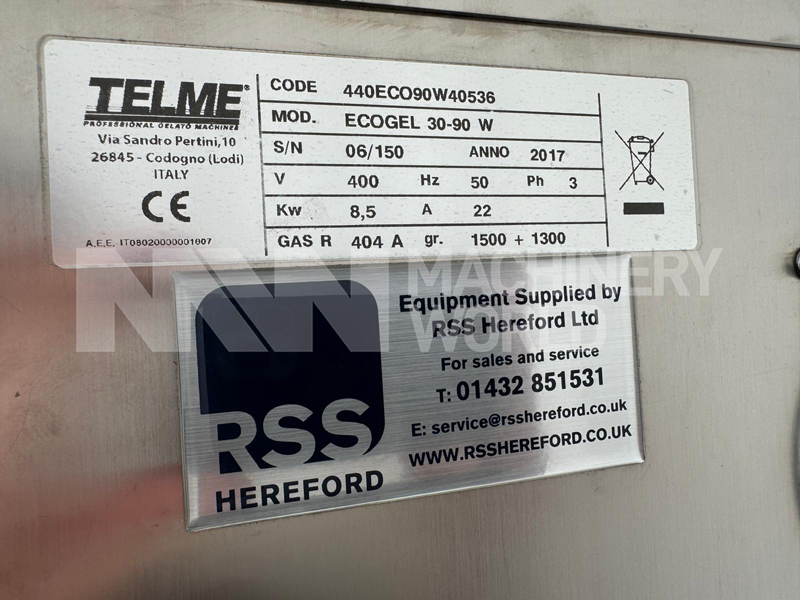 TELME®
PROFESSIONAL GELATO MACHINES
Via Sandro Pertini,10
26845 - Codogno (Lodi)
ITALY
CE
A.E.E. IT08020000001607
CODE 440ECO90W40536
MOD. ECOGEL 30-90 W
S/N 06/150 ANNO 2017
V 400 Hz 50 Ph 3
Kw 8,5 A 22
GAS R 404 A gr. 1500 + 1300
MACHINERY
WORLD
RSS
HEREFORD
Equipment Supplied by
RSS Hereford Ltd
For sales and service
T: 01432 851531
E: service@rsshereford.co.uk
WWW.RSSHEREFORD.CO.UK